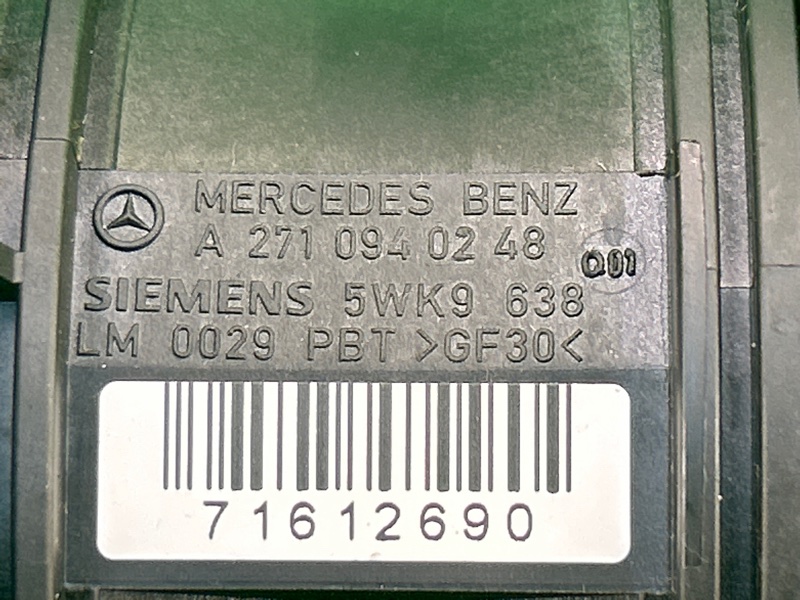 MERCEDES BENZ
A 271 094 02 48
Q01
SIEMENS 5WK9 638
LM 0029 PBT >GF30<
71612690